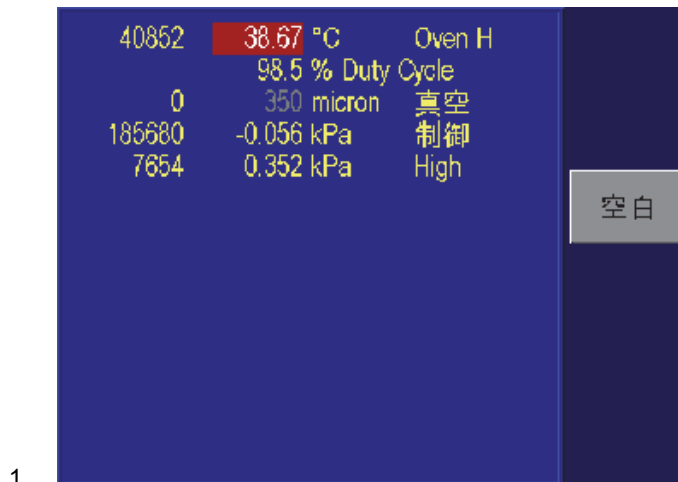 40852 38.67 °C Oven H
98.5 % Duty Cycle
0 350 micron 真空
185680 -0.056 kPa 制御
7654 0.352 kPa High
空白
1